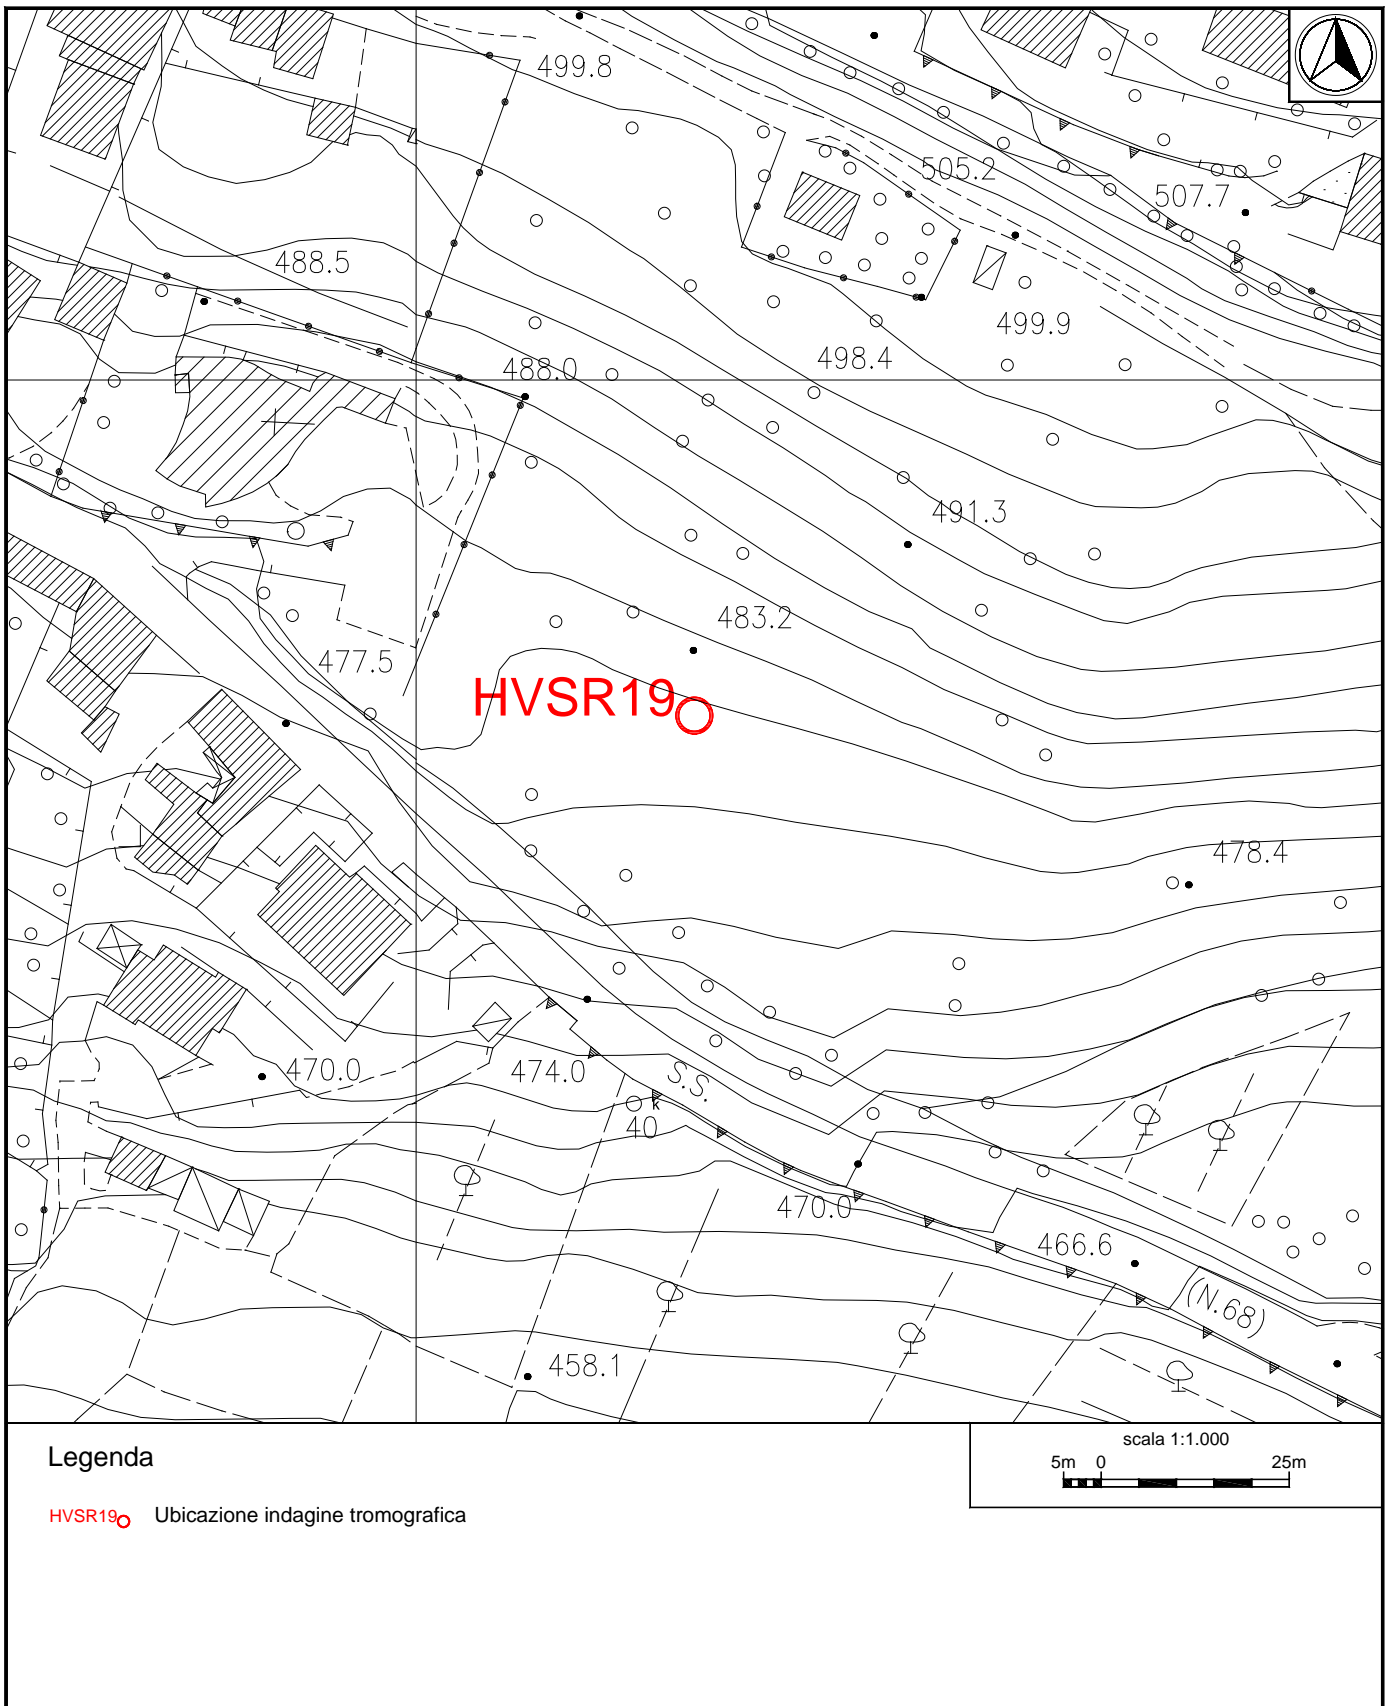 499.8
505.2
507.7
488.5
499.9
498.4
488.0
491.3
483.2
477.5
HVSR19
478.4
470.0
474.0
S.S.
k
40
470.0
466.6
(N.68)
458.1
Legenda
HVSR19 Ubicazione indagine tromografica
scala 1:1.000
5m 0 25m